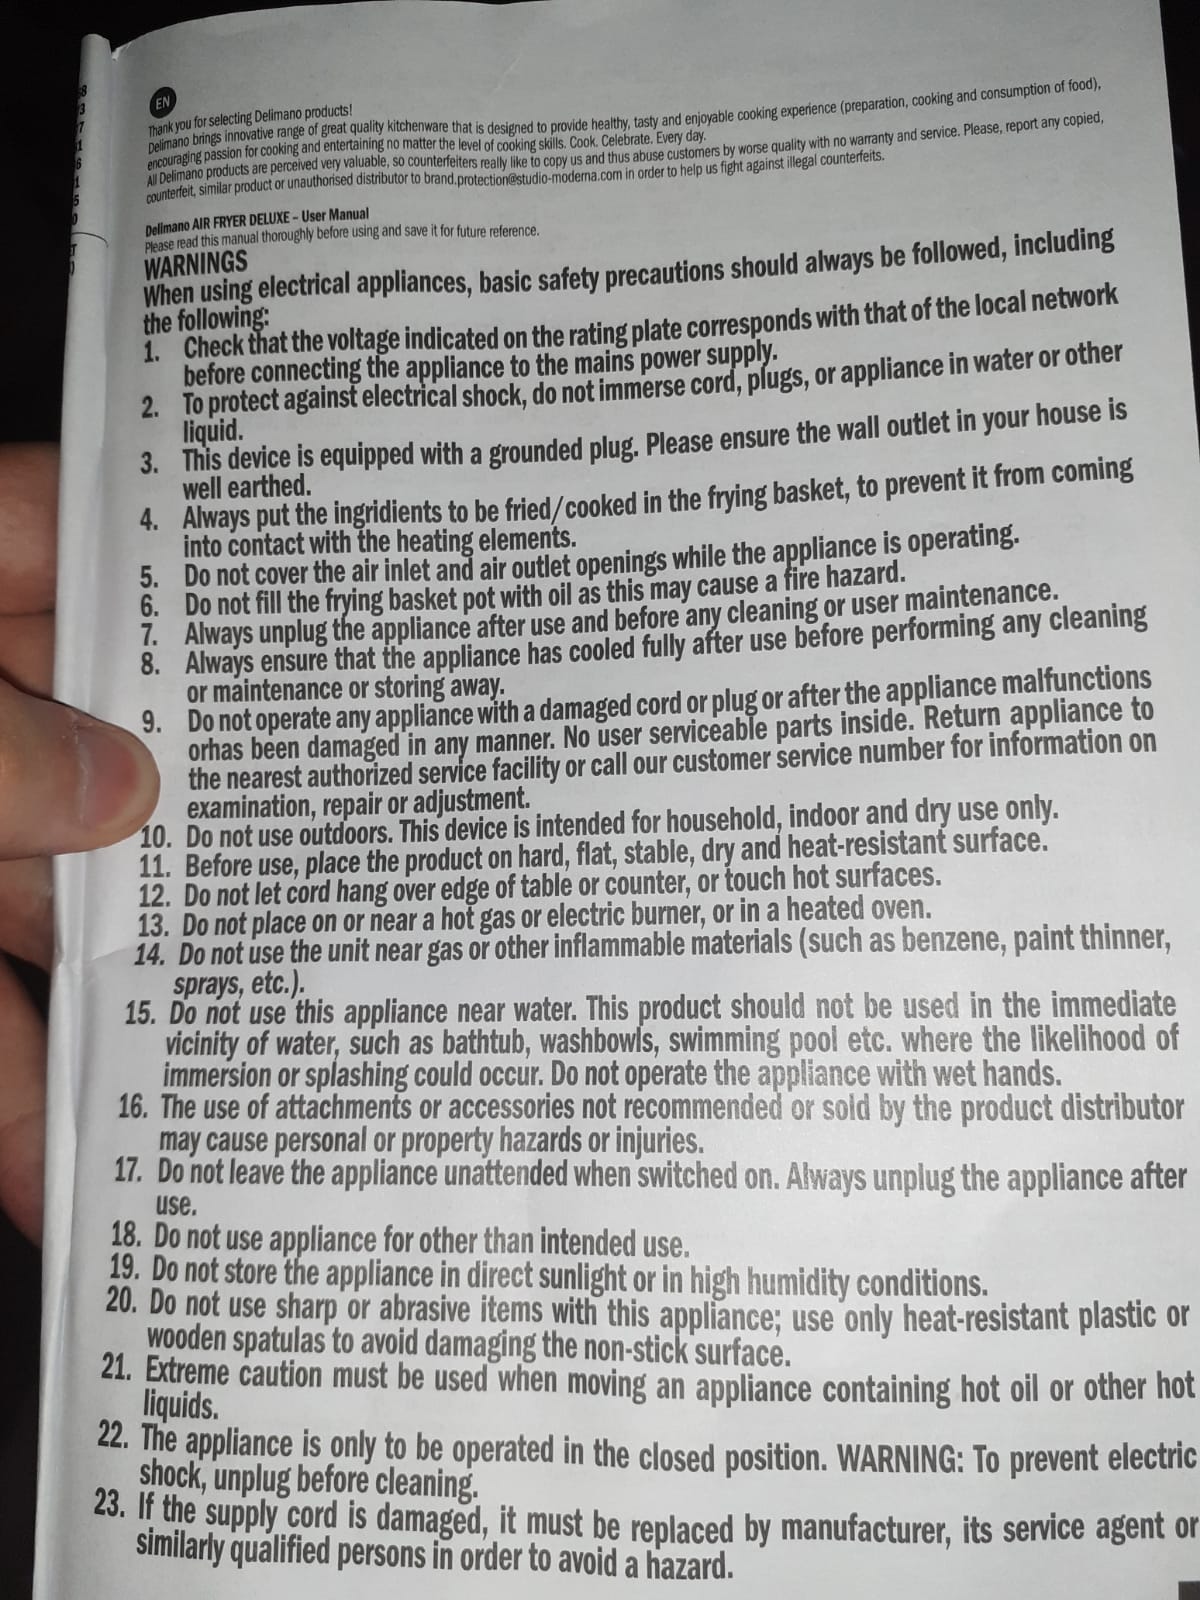 EN
Thank you for selecting Delimano products!
Delimano brings innovative range of great quality kitchenware that is designed to provide healthy, tasty and enjoyable cooking experience (preparation, cooking and consumption of food),
encouraging passion for cooking and entertaining no matter the level of cooking skills. Cook. Celebrate. Every day.
All Delimano products are perceived very valuable, so counterfeiters really like to copy us and thus abuse customers by worse quality with no warranty and service. Please, report any copied,
counterfeit, similar product or unauthorised distributor to brand.protection@studio-moderna.com in order to help us fight against illegal counterfeits.
Delimano AIR FRYER DELUXE – User Manual
Please read this manual thoroughly before using and save it for future reference.
WARNINGS
When using electrical appliances, basic safety precautions should always be followed, including
the following:
1. Check that the voltage indicated on the rating plate corresponds with that of the local network
before connecting the appliance to the mains power supply.
2. To protect against electrical shock, do not immerse cord, plugs, or appliance in water or other
liquid.
3. This device is equipped with a grounded plug. Please ensure the wall outlet in your house is
well earthed.
4. Always put the ingridients to be fried/cooked in the frying basket, to prevent it from coming
into contact with the heating elements.
5. Do not cover the air inlet and air outlet openings while the appliance is operating.
6. Do not fill the frying basket pot with oil as this may cause a fire hazard.
7. Always unplug the appliance after use and before any cleaning or user maintenance.
8. Always ensure that the appliance has cooled fully after use before performing any cleaning
or maintenance or storing away.
9. Do not operate any appliance with a damaged cord or plug or after the appliance malfunctions
orhas been damaged in any manner. No user serviceable parts inside. Return appliance to
the nearest authorized service facility or call our customer service number for information on
examination, repair or adjustment.
10. Do not use outdoors. This device is intended for household, indoor and dry use only.
11. Before use, place the product on hard, flat, stable, dry and heat-resistant surface.
12. Do not let cord hang over edge of table or counter, or touch hot surfaces.
13. Do not place on or near a hot gas or electric burner, or in a heated oven.
14. Do not use the unit near gas or other inflammable materials (such as benzene, paint thinner,
sprays, etc.).
15. Do not use this appliance near water. This product should not be used in the immediate
vicinity of water, such as bathtub, washbowls, swimming pool etc. where the likelihood of
immersion or splashing could occur. Do not operate the appliance with wet hands.
16. The use of attachments or accessories not recommended or sold by the product distributor
may cause personal or property hazards or injuries.
17. Do not leave the appliance unattended when switched on. Always unplug the appliance after
use.
18. Do not use appliance for other than intended use.
19. Do not store the appliance in direct sunlight or in high humidity conditions.
20. Do not use sharp or abrasive items with this appliance; use only heat-resistant plastic or
wooden spatulas to avoid damaging the non-stick surface.
21. Extreme caution must be used when moving an appliance containing hot oil or other hot
liquids.
22. The appliance is only to be operated in the closed position. WARNING: To prevent electric
shock, unplug before cleaning.
23. If the supply cord is damaged, it must be replaced by manufacturer, its service agent or
similarly qualified persons in order to avoid a hazard.